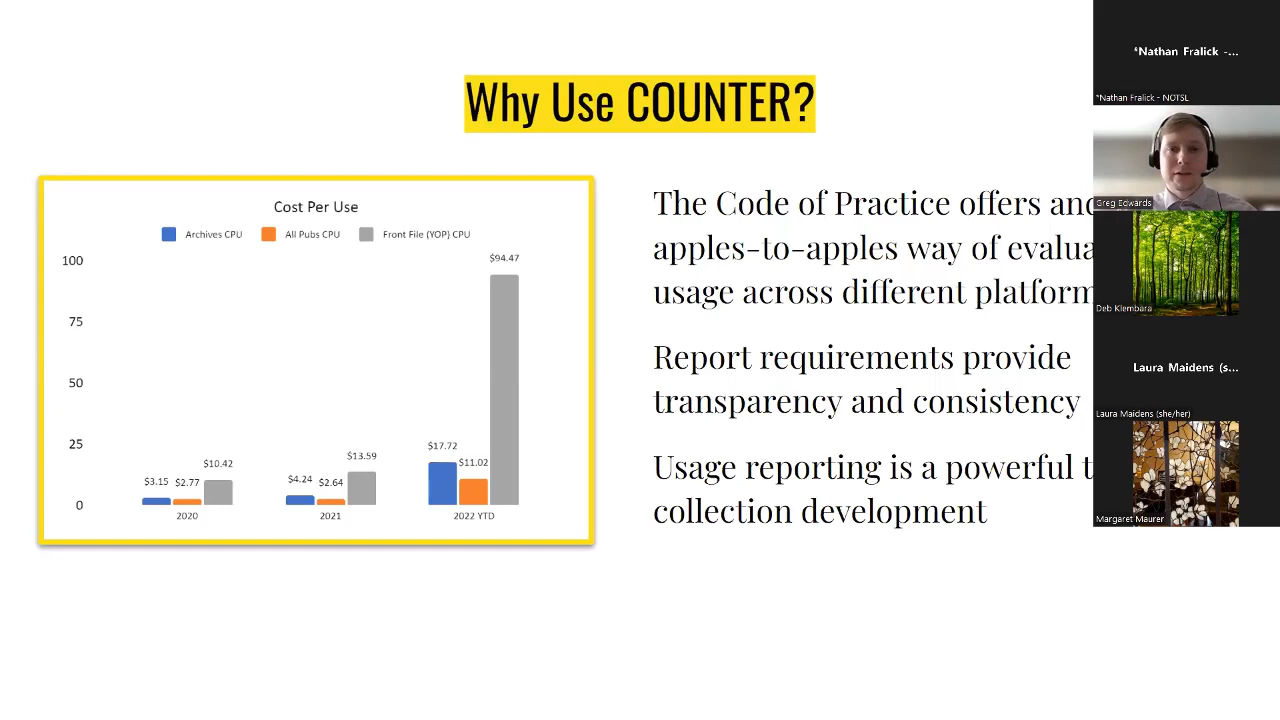 Why Use COUNTER?
Cost Per Use
Archives CPU All Pubs CPU Front File (YOP) CPU
100
75
50
25
0
$3.15 $2.77 $10.42
$4.24 $2.64 $13.59
$17.72 $11.02 $94.47
2020 2021 2022 YTD
The Code of Practice offers and
apples-to-apples way of
usage across different
Report requirements provide
transparency and consistency
Usage reporting is a powerful
collection development
*Nathan Fralick -...
*Nathan Fralick - NOTSL
Greg Edwards
Deb Klembara
Laura Maidens (s...
Laura Maidens (she/her)
Margaret Maurer